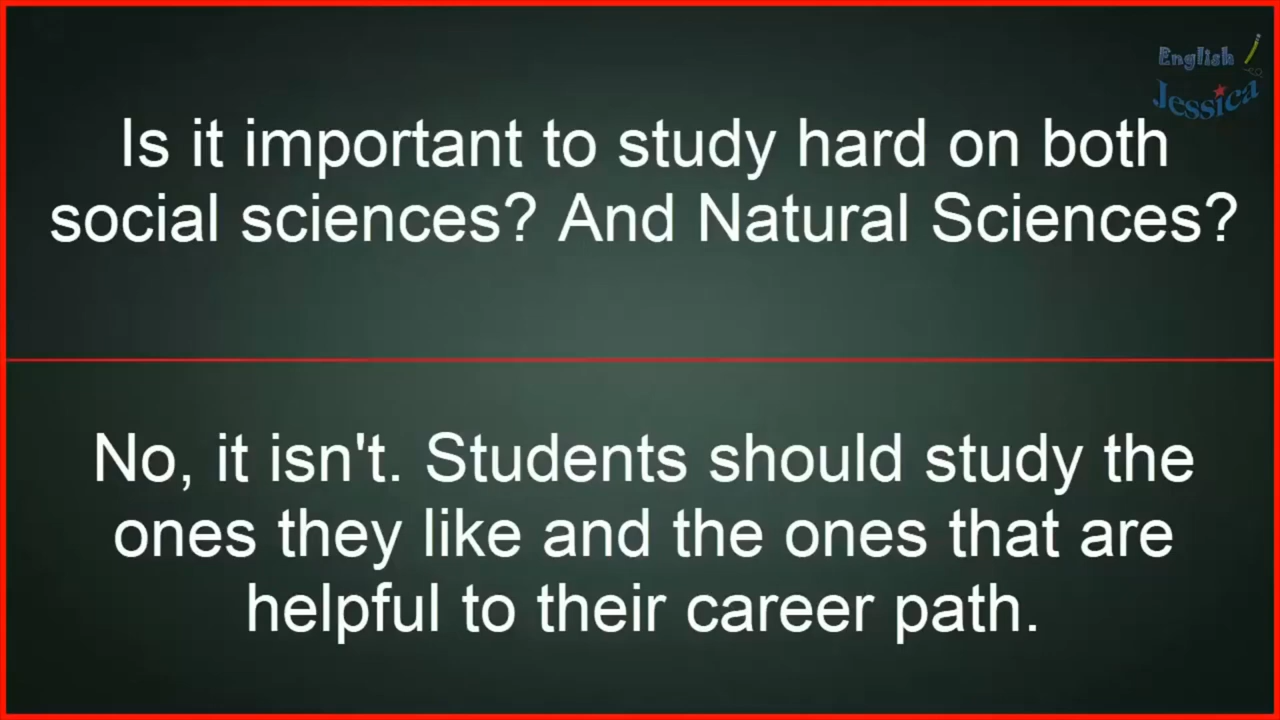 English
Jessica
Is it important to study hard on both
social sciences? And Natural Sciences?
No, it isn't. Students should study the
ones they like and the ones that are
helpful to their career path.